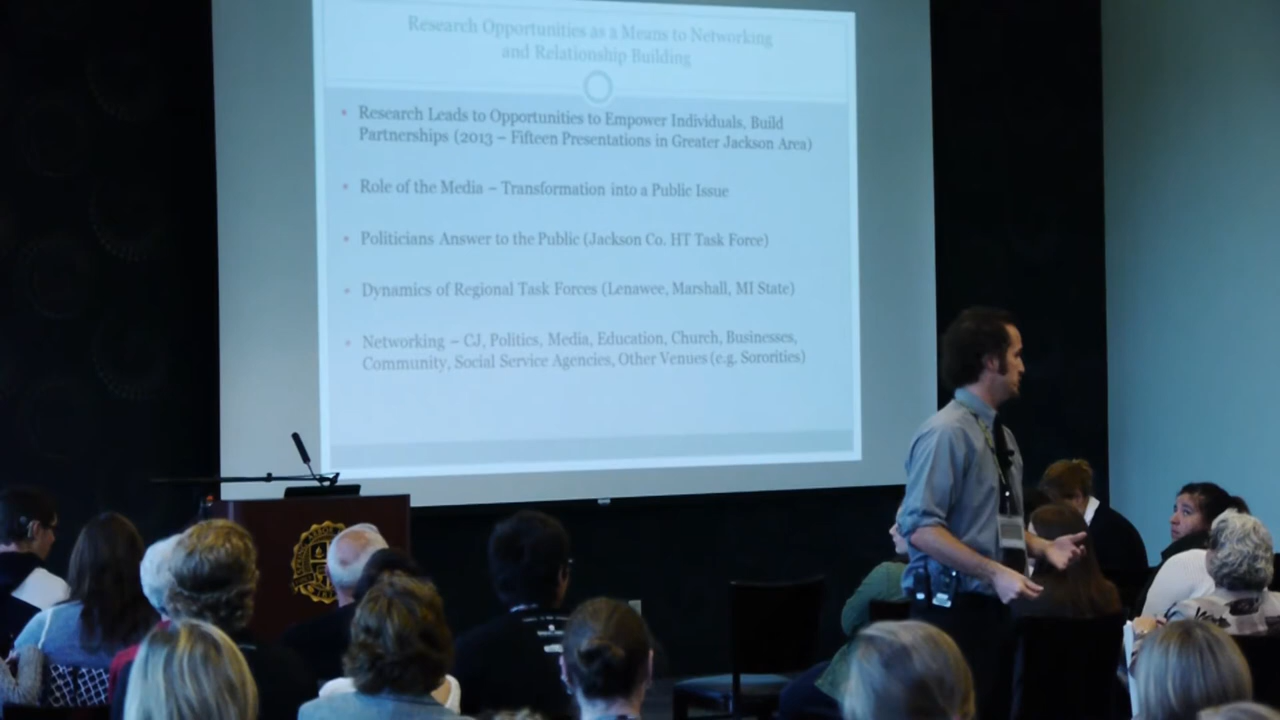 Research Opportunities as a Means to Networking
and Relationship Building
Research Leads to Opportunities to Empower Individuals, Build
Partnerships (2013 – Fifteen Presentations in Greater Jackson Area)
Role of the Media – Transformation into a Public Issue
Politicians Answer to the Public (Jackson Co. HT Task Force)
Dynamics of Regional Task Forces (Lenawee, Marshall, MI State)
Networking – CJ, Politics, Media, Education, Church, Businesses,
Community, Social Service Agencies, Other Venues (e.g. Sororities)
ARBOR